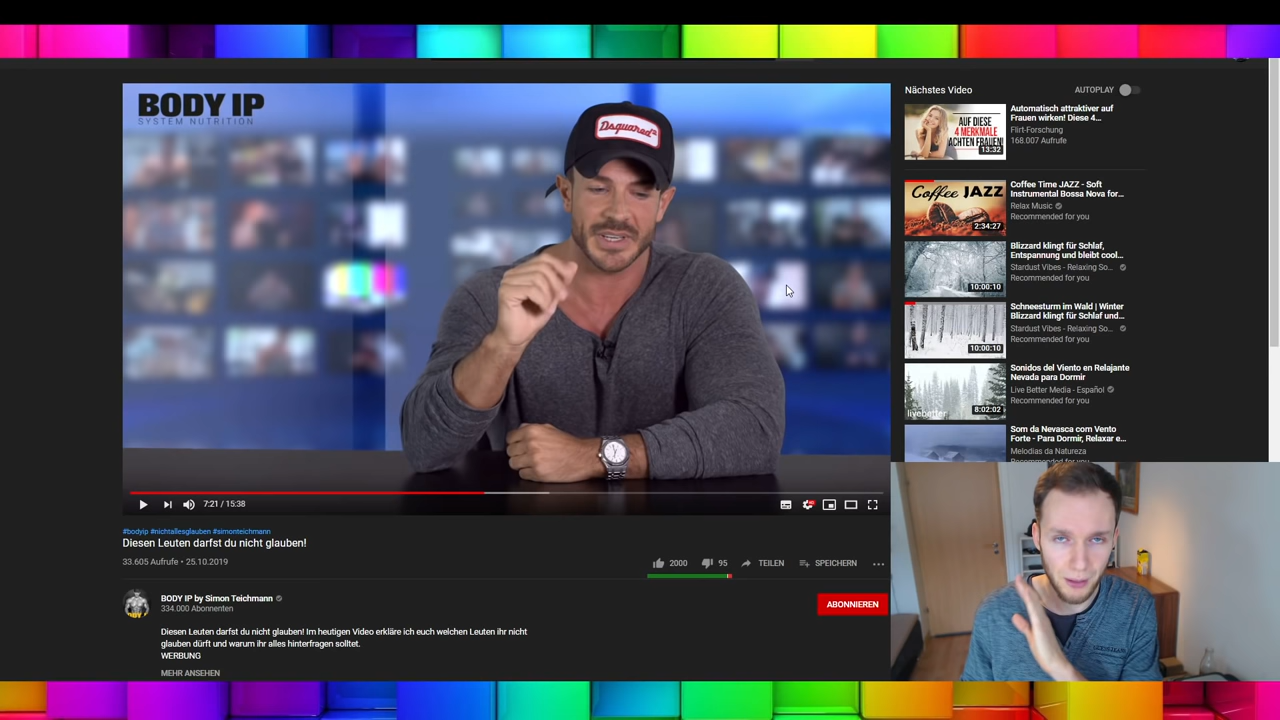 BODY IP
SYSTEM NUTRITION
Dsquared2
7:21 / 15:38
#bodyip #nichtallesglauben #simonteichmann
Diesen Leuten darfst du nicht glauben!
33.605 Aufrufe • 25.10.2019
2000
95
TEILEN
SPEICHERN
BODY IP by Simon Teichmann
334.000 Abonnenten
ABONNIEREN
Diesen Leuten darfst du nicht glauben! Im heutigen Video erkläre ich euch welchen Leuten ihr nicht
glauben dürft und warum ihr alles hinterfragen solltet.
WERBUNG
MEHR ANSEHEN
Nächstes Video
AUTOPLAY
AUF DIESE
4 MERKMALE
ACHTEN FRAUEN!
13:32
Automatisch attraktiver auf
Frauen wirken! Diese 4...
Flirt-Forschung
168.007 Aufrufe
Coffee JAZZ
2:34:27
Coffee Time JAZZ - Soft
Instrumental Bossa Nova for...
Relax Music
Recommended for you
10:00:10
Blizzard klingt für Schlaf,
Entspannung und bleibt cool...
Stardust Vibes - Relaxing So...
Recommended for you
10:00:10
Schneesturm im Wald | Winter
Blizzard klingt für Schlaf und...
Stardust Vibes - Relaxing So...
Recommended for you
livebetter
8:02:02
Sonidos del Viento en Relajante
Nevada para Dormir
Live Better Media - Español
Recommended for you
Som da Nevasca com Vento
Forte - Para Dormir, Relaxar e...
Melodias da Natureza
Recommended for you